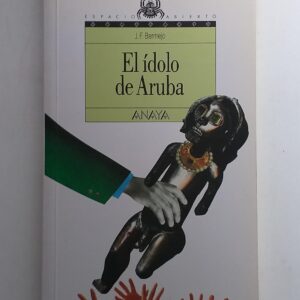 ESPACIO ABIERTO
J. F. Bermejo
El ídolo
de Aruba
ANAYA